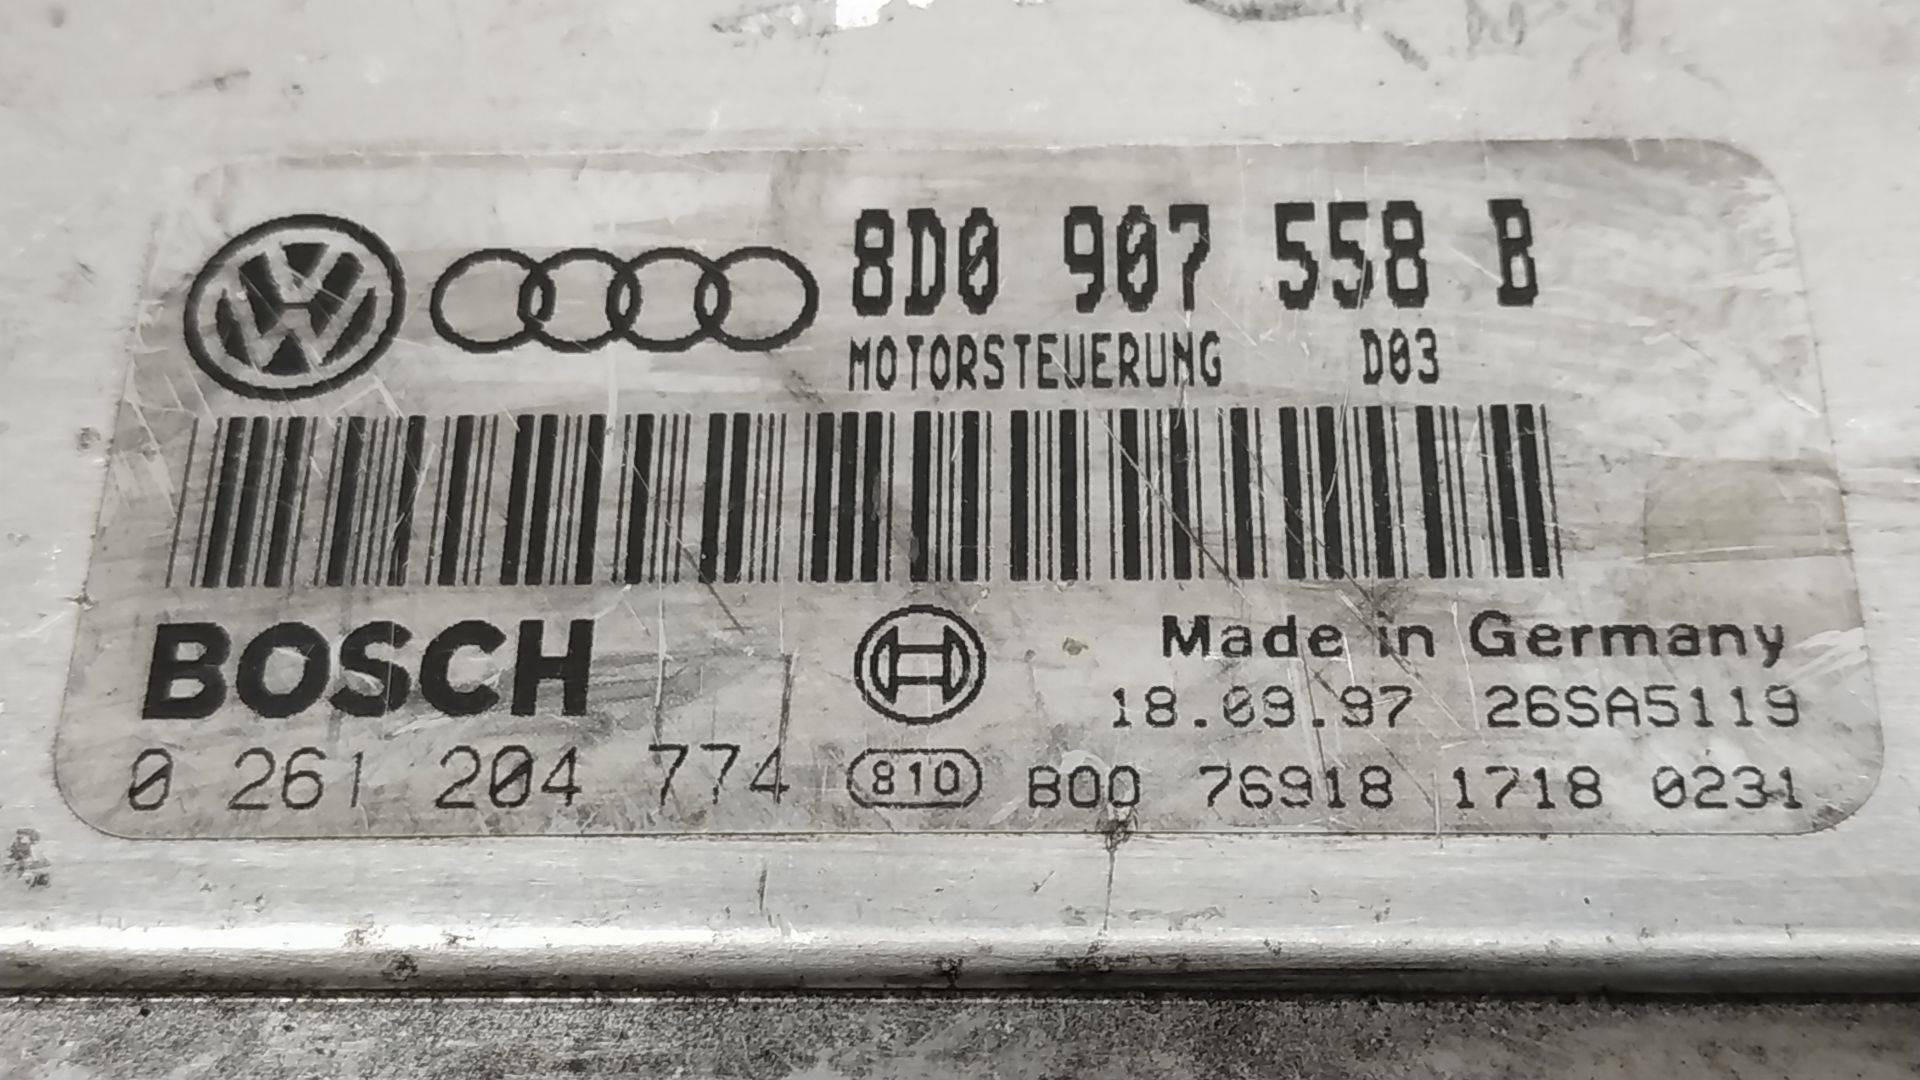 8D0 907 558 B
MOTORSTEUERUNG D03
BOSCH
Made in Germany
18.09.97 26SA5119
0 261 204 774 810 B00 76918 1718 0231